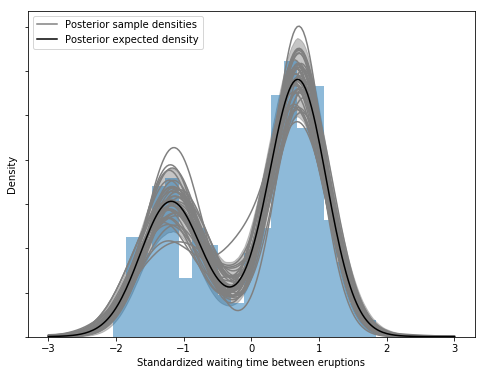 Posterior sample densities
Posterior expected density
Density
−3
−2
−1
0
1
2
3
Standardized waiting time between eruptions